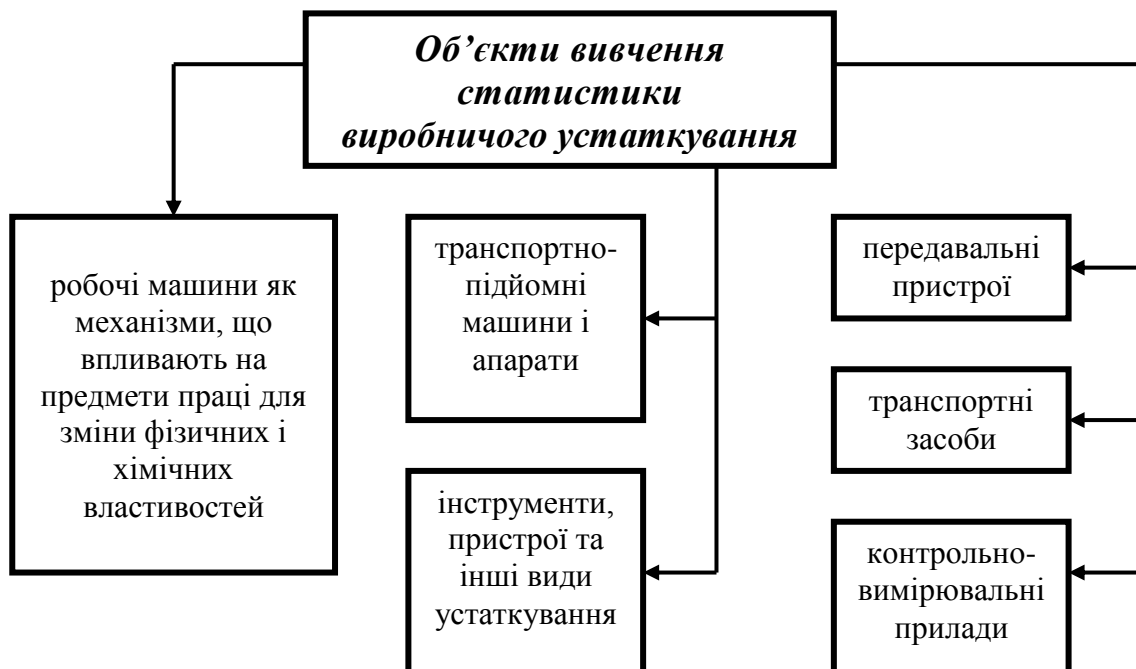 Об’єкти вивчення
статистики
виробничого устаткування
робочі машини як
механізми, що
впливають на
предмети праці для
зміни фізичних і
хімічних
властивостей
транспортно-
підйомні
машини і
апарати
інструменти,
пристрої та
інші види
устаткування
передавальні
пристрої
транспортні
засоби
контрольно-
вимірювальні
прилади